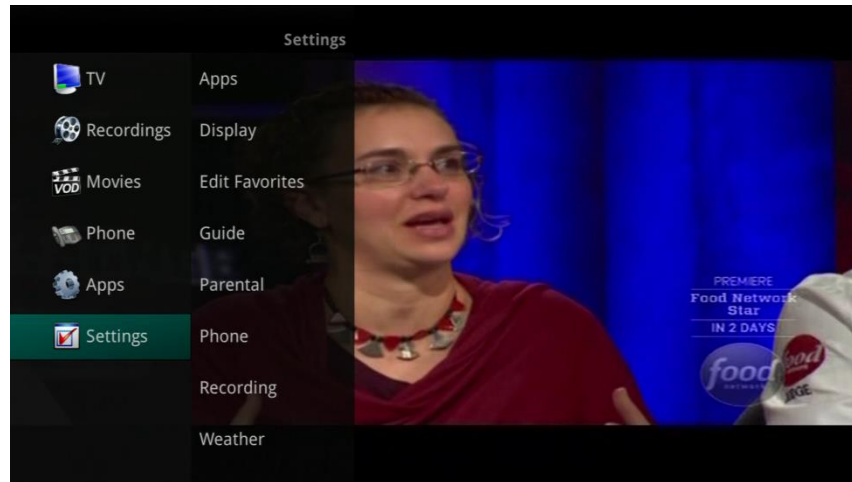 Settings
TV
Recordings
VOD
Movies
Phone
Apps
Settings
Apps
Display
Edit Favorites
Guide
Parental
Phone
Recording
Weather
PREMIERE
Food Network
Star
IN 2 DAYS
food
network
food